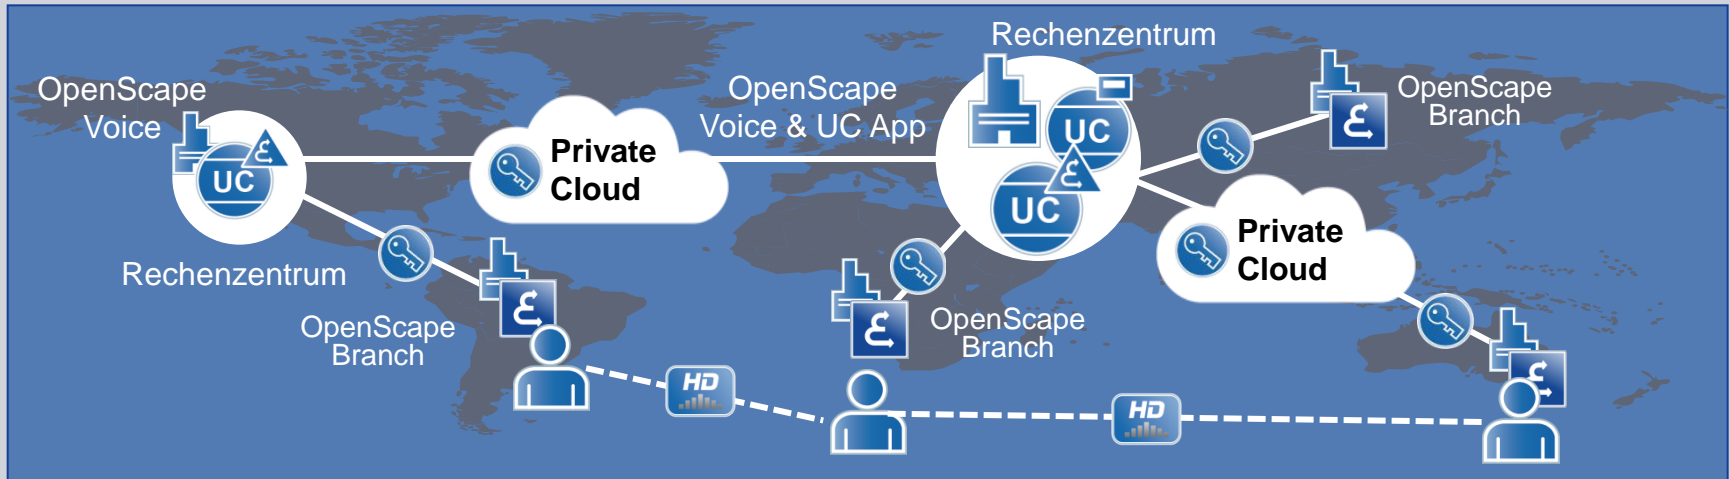 Rechenzentrum
OpenScape
Voice
OpenScape
Voice & UC App
OpenScape
Branch
UC
UC
UC
Private
Cloud
Private
Cloud
Rechenzentrum
OpenScape
Branch
OpenScape
Branch
HD
HD